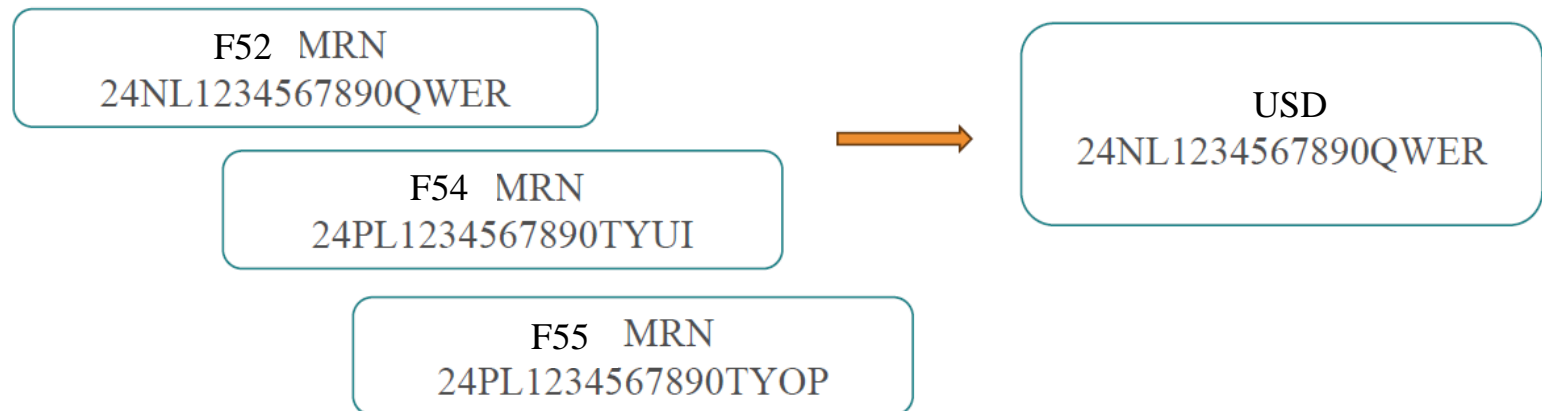 F52 MRN
24NL1234567890QWER
F54 MRN
24PL1234567890TYUI
F55 MRN
24PL1234567890TYOP
USD
24NL1234567890QWER